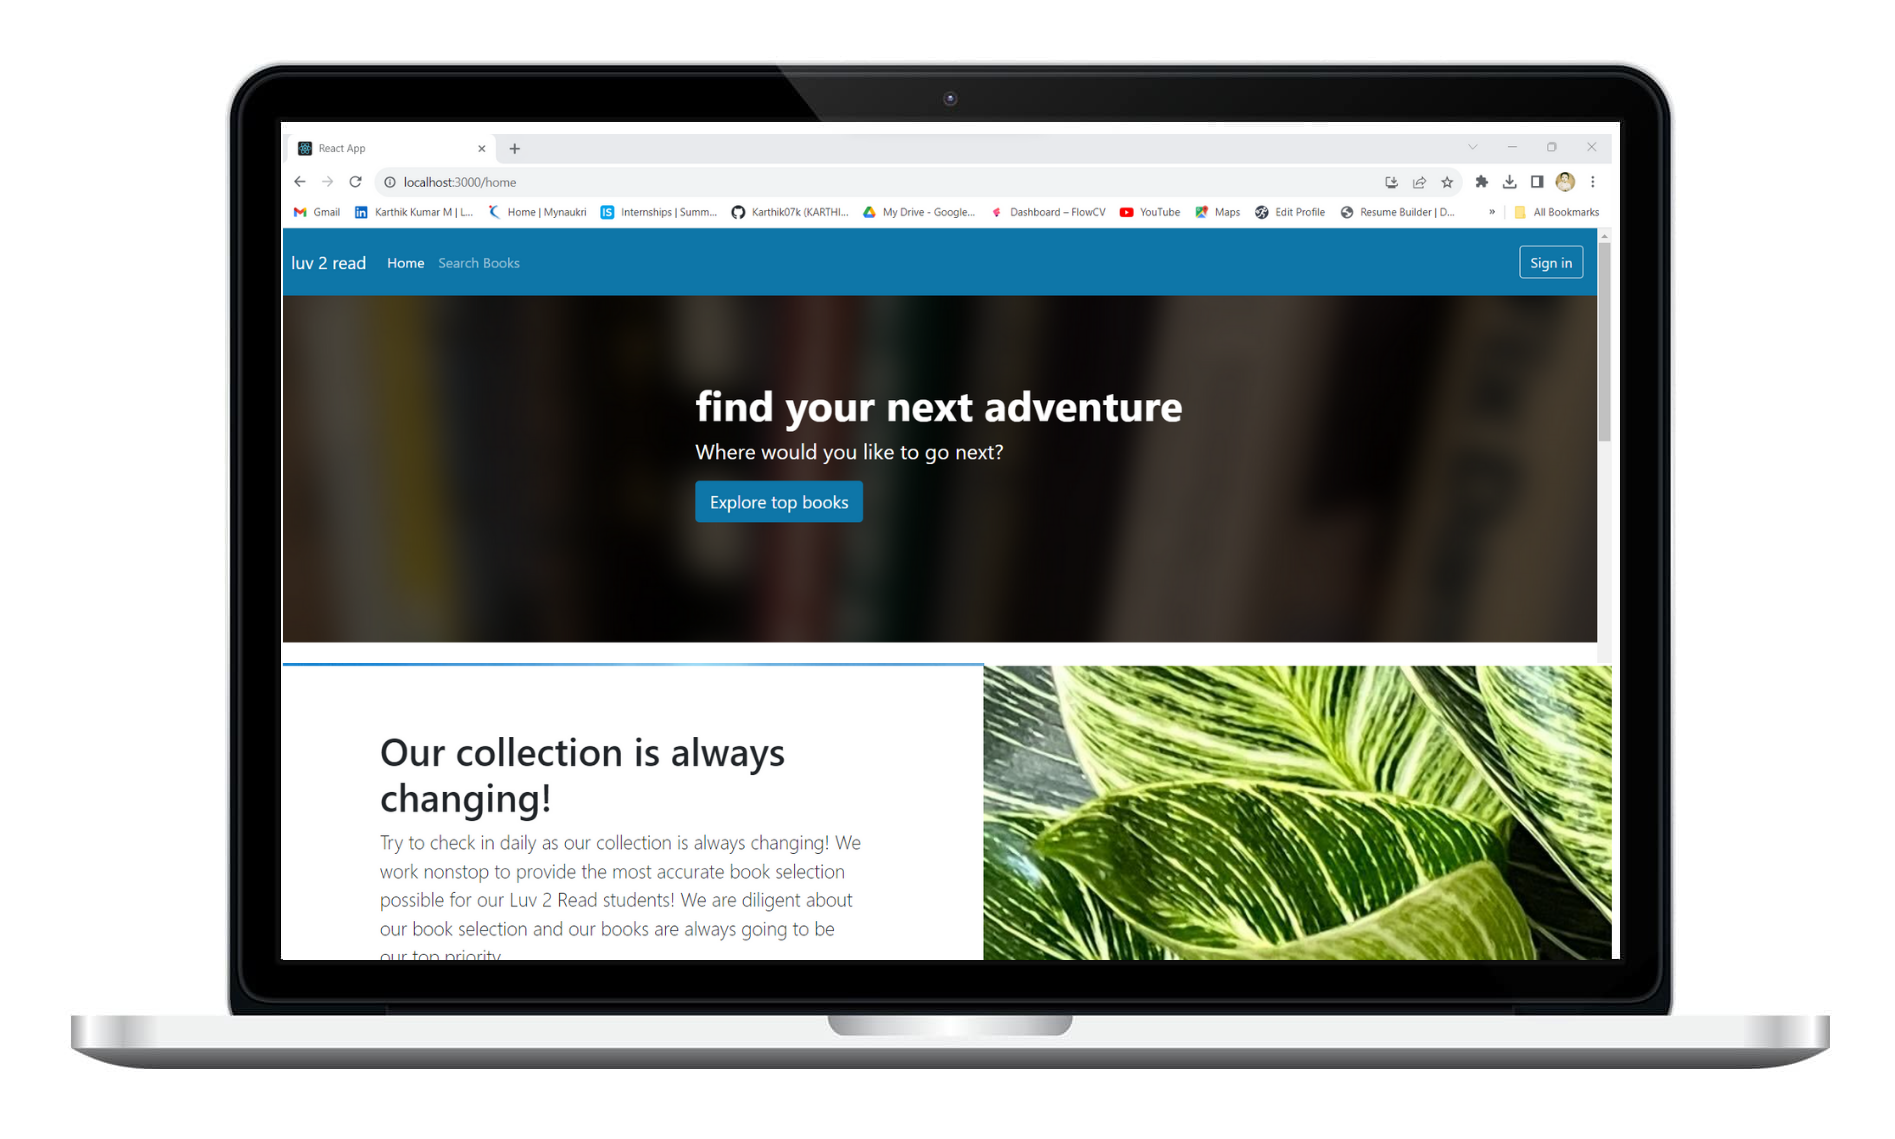 React App
localhost:3000/home
Gmail Karthik Kumar M | L... Home | Mynaukri Internships | Summ... Karthik07k (KARTHI... My Drive - Google... Dashboard – FlowCV YouTube Maps Edit Profile Resume Builder | D... » All Bookmarks
luv 2 read Home Search Books Sign in
find your next adventure
Where would you like to go next?
Explore top books
Our collection is always
changing!
Try to check in daily as our collection is always changing! We
work nonstop to provide the most accurate book selection
possible for our Luv 2 Read students! We are diligent about
our book selection and our books are always going to be
our top priority